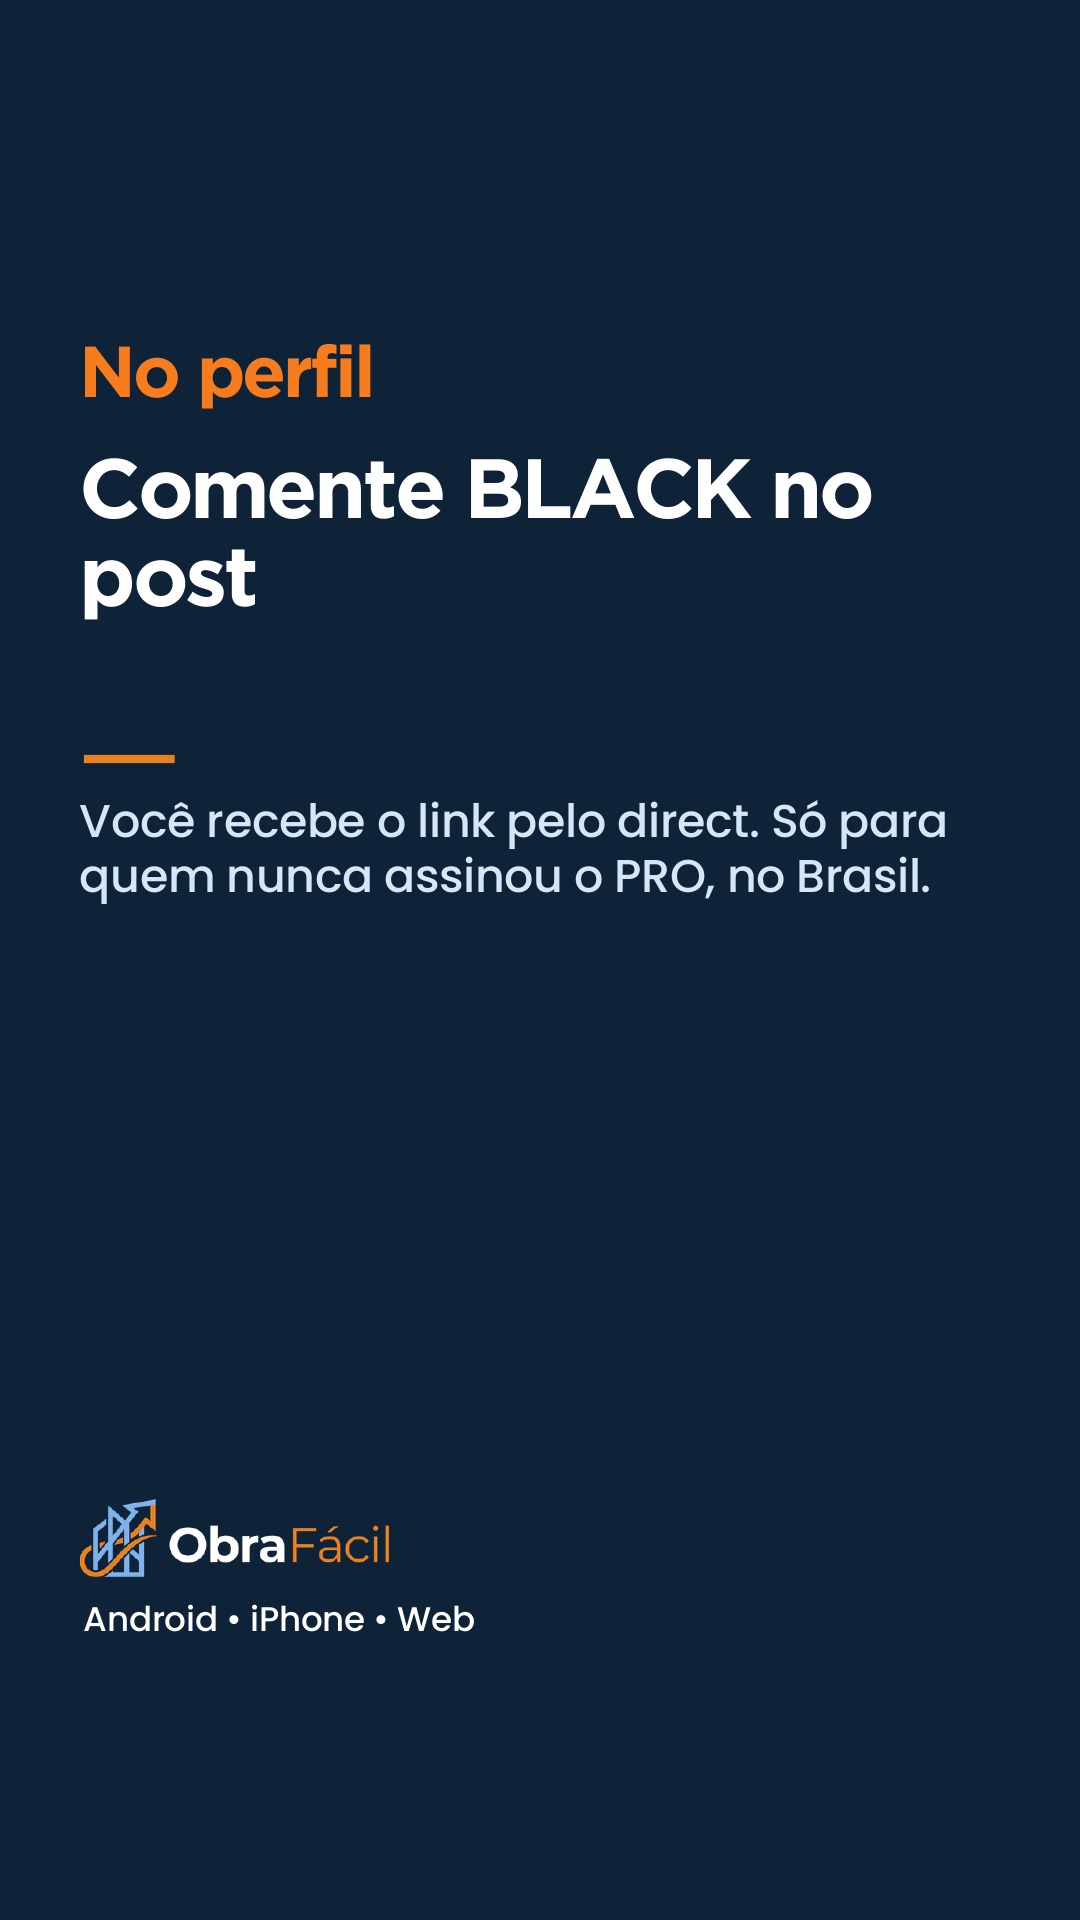 No perfil
Comente BLACK no
post
Você recebe o link pelo direct. Só para
quem nunca assinou o PRO, no Brasil.
ObraFácil
Android • iPhone • Web